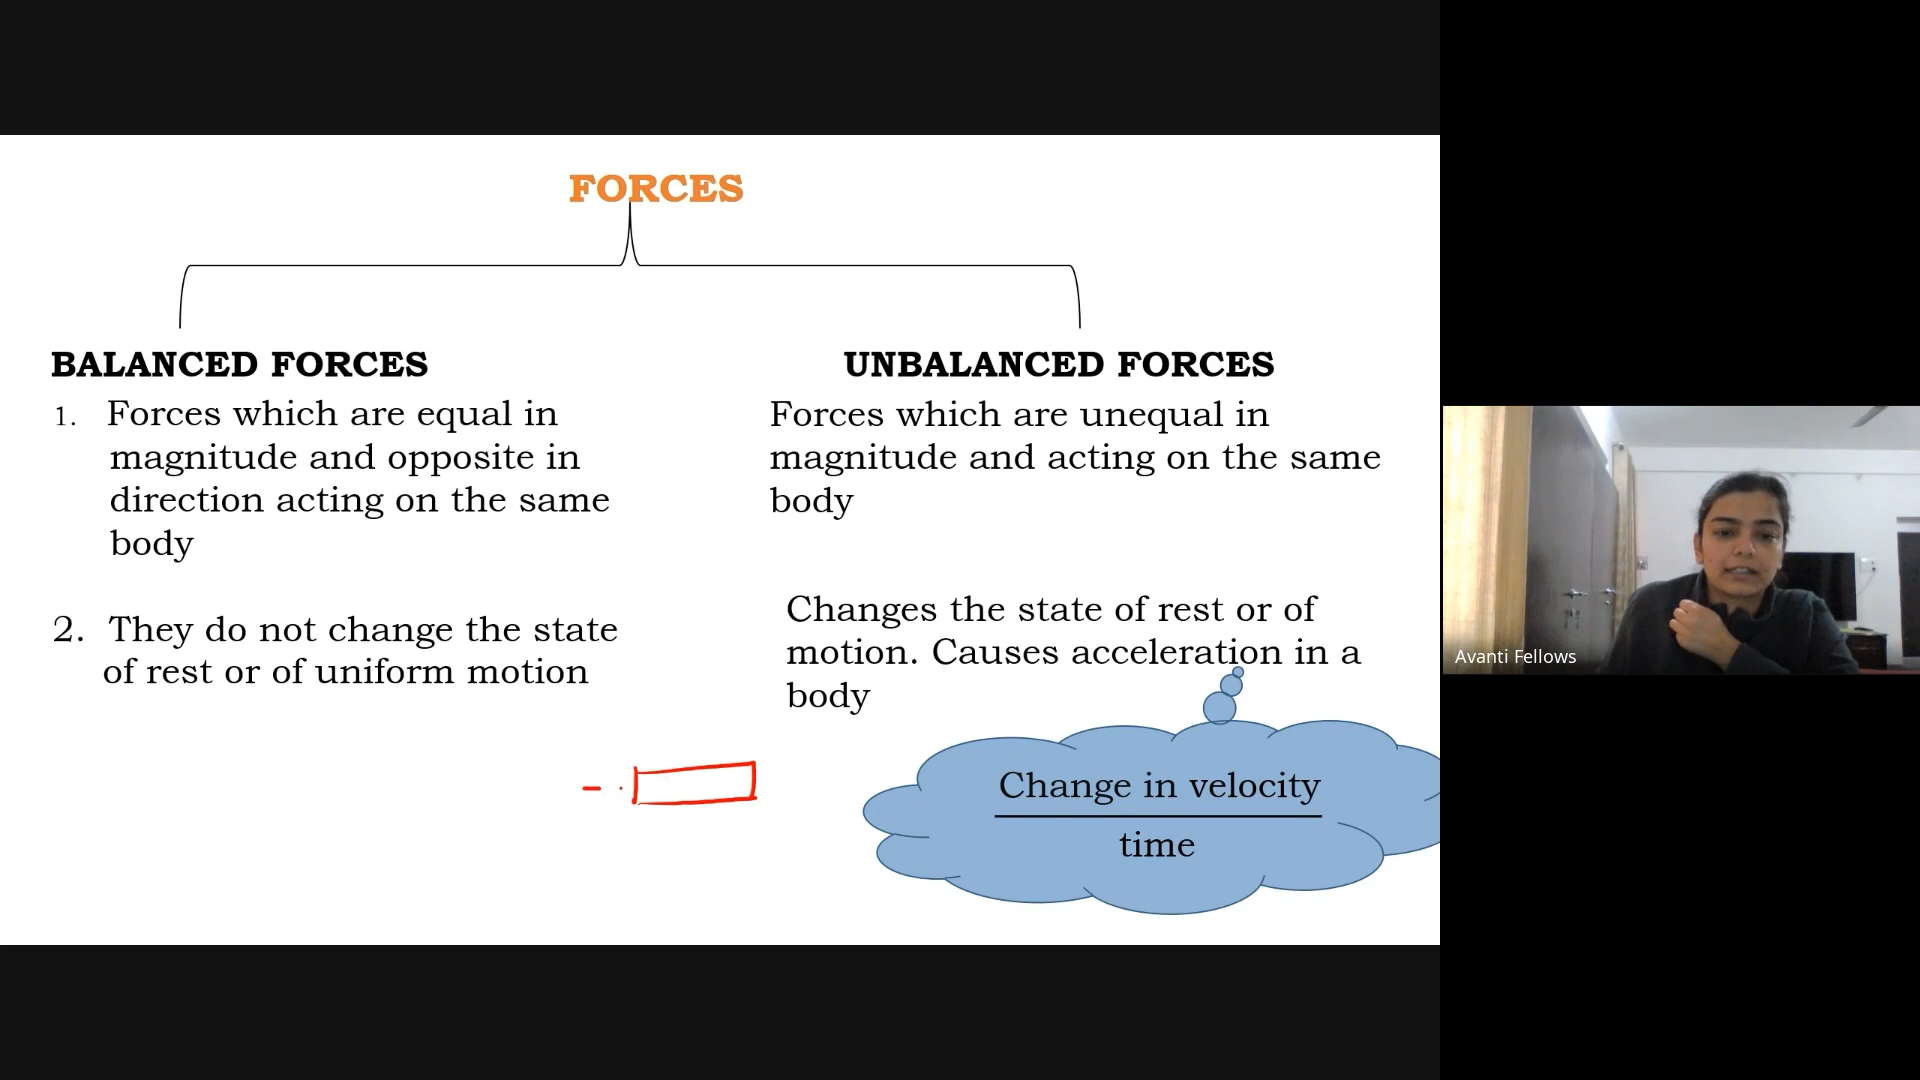 FORCES
BALANCED FORCES
1. Forces which are equal in
magnitude and opposite in
direction acting on the same
body
2. They do not change the state
of rest or of uniform motion
UNBALANCED FORCES
Forces which are unequal in
magnitude and acting on the same
body
Changes the state of rest or of
motion. Causes acceleration in a
body
Change in velocity
time
Avanti Fellows